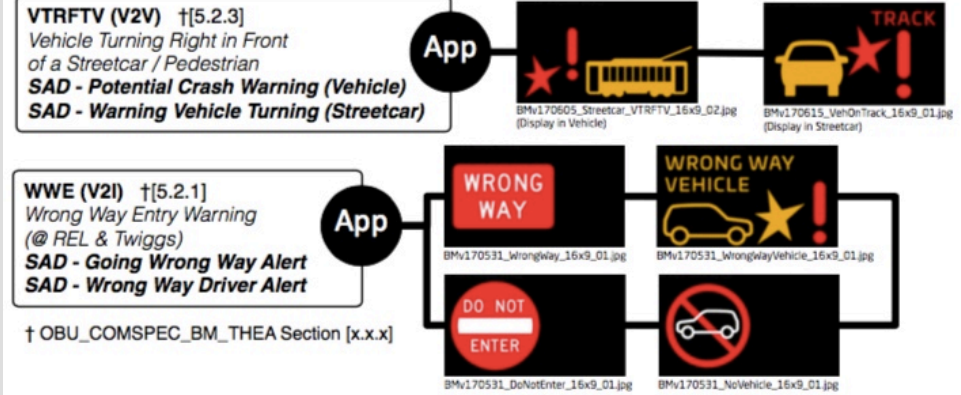 VTRFTV (V2V) †[5.2.3]
Vehicle Turning Right in Front
of a Streetcar / Pedestrian
SAD - Potential Crash Warning (Vehicle)
SAD - Warning Vehicle Turning (Streetcar)
App
BMv170605_Streetcar_VTRFTV_16x9_02.jpg
(Display in Vehicle)
TRACK
BMv170615_VehOnTrack_16x9_01.jpg
(Display in Streetcar)
WWE (V2I) †[5.2.1]
Wrong Way Entry Warning
(@ REL & Twiggs)
SAD - Going Wrong Way Alert
SAD - Wrong Way Driver Alert
App
WRONG
WAY
BMv170531_WrongWay_16x9_01.jpg
WRONG WAY
VEHICLE
BMv170531_WrongWayVehicle_16x9_01.jpg
DO NOT
ENTER
BMv170531_DoNotEnter_16x9_01.jpg
BMv170531_NoVehicle_16x9_01.jpg
† OBU_COMSPEC_BM_THEA Section [x.x.x]